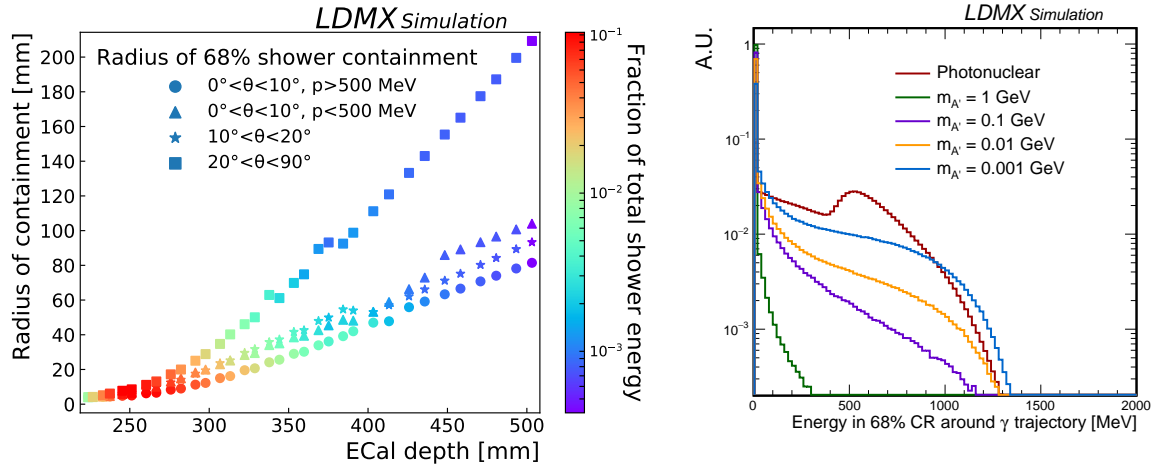 LDMX Simulation
Radius of containment [mm]
200
180
160
140
120
100
80
60
40
20
0
Radius of 68% shower containment
0°<θ<10°, p>500 MeV
0°<θ<10°, p<500 MeV
10°<θ<20°
20°<θ<90°
250
300
350
400
450
500
ECal depth [mm]
10⁻¹
10⁻²
10⁻³
Fraction of total shower energy
LDMX Simulation
A.U.
1
10⁻¹
10⁻²
10⁻³
Photonuclear
m_A' = 1 GeV
m_A' = 0.1 GeV
m_A' = 0.01 GeV
m_A' = 0.001 GeV
0
500
1000
1500
2000
Energy in 68% CR around γ trajectory [MeV]